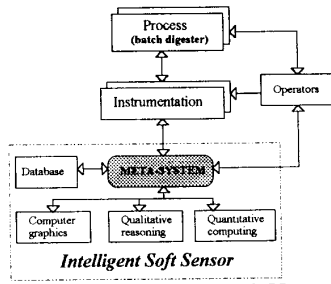 Process
(batch digester)
Instrumentation
Operators
Database
META-SYSTEM
Computer
graphics
Qualitative
reasoning
Quantitative
computing
Intelligent Soft Sensor